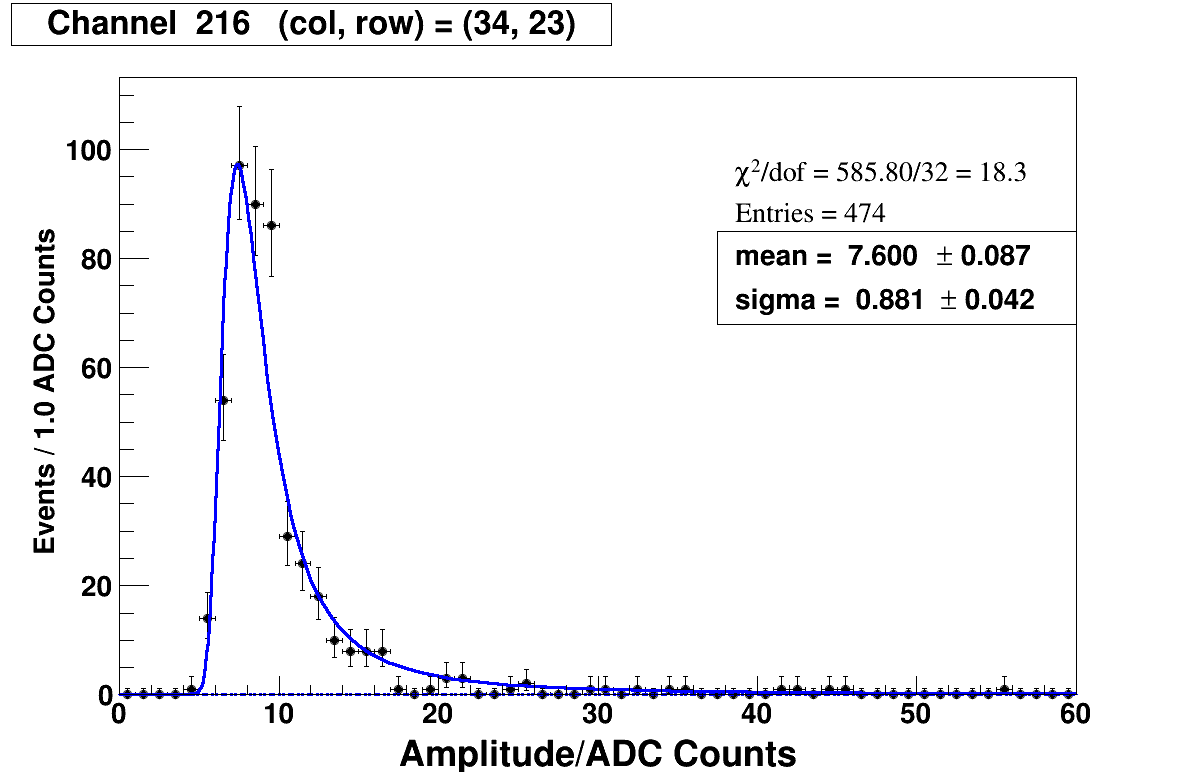 Channel 216 (col, row) = (34, 23)
χ²/dof = 585.80/32 = 18.3
Entries = 474
mean = 7.600 ± 0.087
sigma = 0.881 ± 0.042
Events / 1.0 ADC Counts
100
80
60
40
20
0
0 10 20 30 40 50 60
Amplitude/ADC Counts